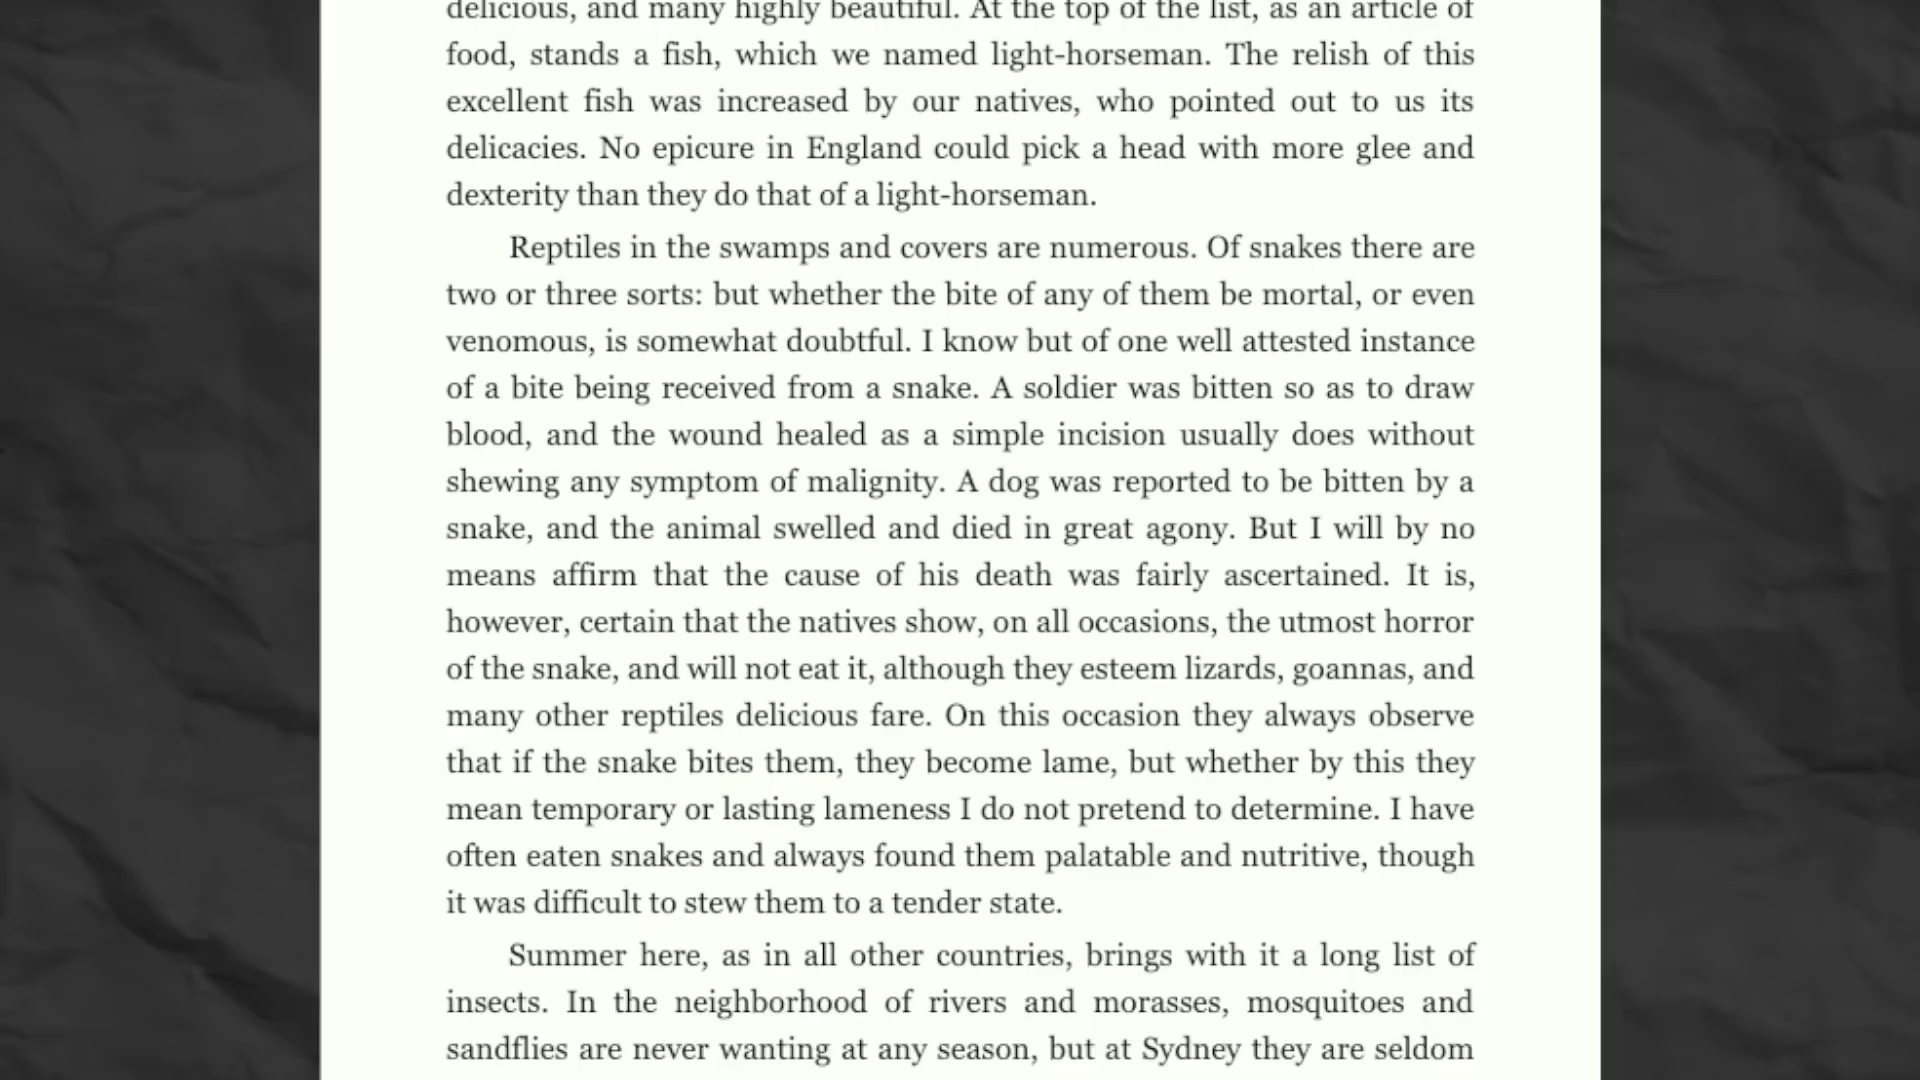 delicious, and many highly beautiful. At the top of the list, as an article of
food, stands a fish, which we named light-horseman. The relish of this
excellent fish was increased by our natives, who pointed out to us its
delicacies. No epicure in England could pick a head with more glee and
dexterity than they do that of a light-horseman.
Reptiles in the swamps and covers are numerous. Of snakes there are
two or three sorts: but whether the bite of any of them be mortal, or even
venomous, is somewhat doubtful. I know but of one well attested instance
of a bite being received from a snake. A soldier was bitten so as to draw
blood, and the wound healed as a simple incision usually does without
shewing any symptom of malignity. A dog was reported to be bitten by a
snake, and the animal swelled and died in great agony. But I will by no
means affirm that the cause of his death was fairly ascertained. It is,
however, certain that the natives show, on all occasions, the utmost horror
of the snake, and will not eat it, although they esteem lizards, goannas, and
many other reptiles delicious fare. On this occasion they always observe
that if the snake bites them, they become lame, but whether by this they
mean temporary or lasting lameness I do not pretend to determine. I have
often eaten snakes and always found them palatable and nutritive, though
it was difficult to stew them to a tender state.
Summer here, as in all other countries, brings with it a long list of
insects. In the neighborhood of rivers and morasses, mosquitoes and
sandflies are never wanting at any season, but at Sydney they are seldom